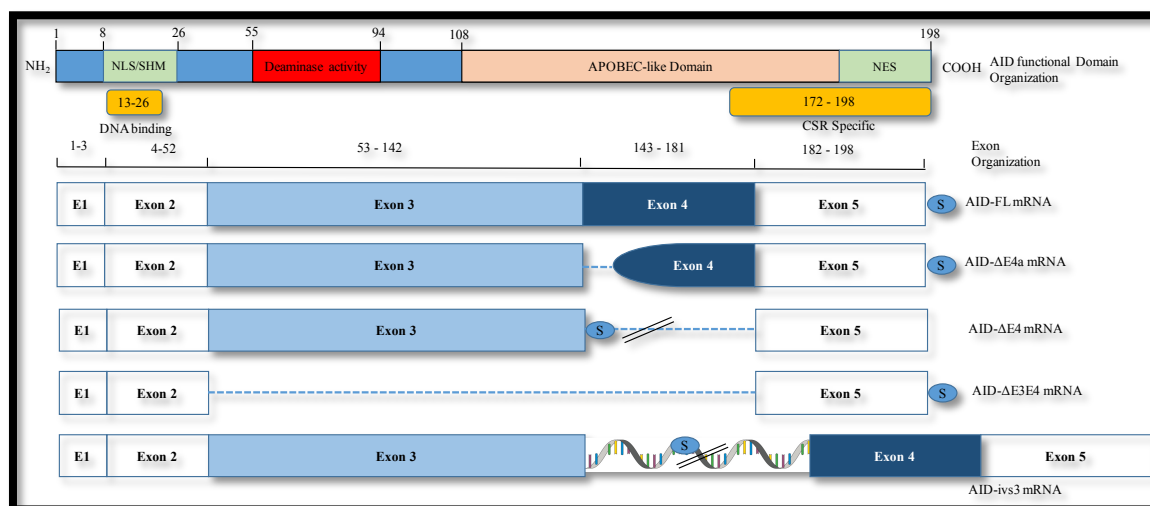 1 8 26 55 94 108 198
NH2 NLS/SHM Deaminase activity APOBEC-like Domain NES COOH AID functional Domain
Organization
13-26 172 - 198
DNA binding CSR Specific
1-3 4-52 53 - 142 143 - 181 182 - 198 Exon
Organization
E1 Exon 2 Exon 3 Exon 4 Exon 5 S AID-FL mRNA
E1 Exon 2 Exon 3 Exon 4 Exon 5 S AID-ΔE4a mRNA
E1 Exon 2 Exon 3 S Exon 5 AID-ΔE4 mRNA
E1 Exon 2 Exon 5 S AID-ΔE3E4 mRNA
E1 Exon 2 Exon 3 S Exon 4 Exon 5
AID-ivs3 mRNA